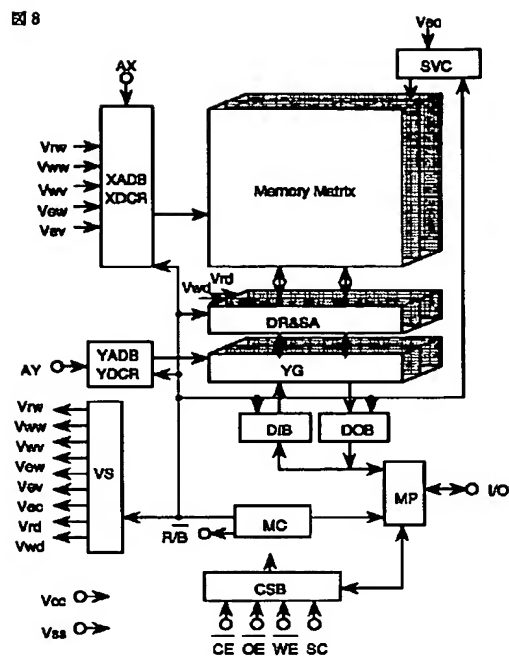 図 8
Vec
SVC
AX
Vrw
Vww
Vwv
Vew
Vev
XADB
XDCR
Memory Matrix
Vwd
Vrd
DR&SA
AY
YADB
YDCR
YG
DIB
DOB
Vrw
Vww
Vwv
Vew
Vev
Vec
Vrd
Vwd
VS
R/B
MC
MP
I/O
CSB
Vcc
Vss
CE OE WE SC